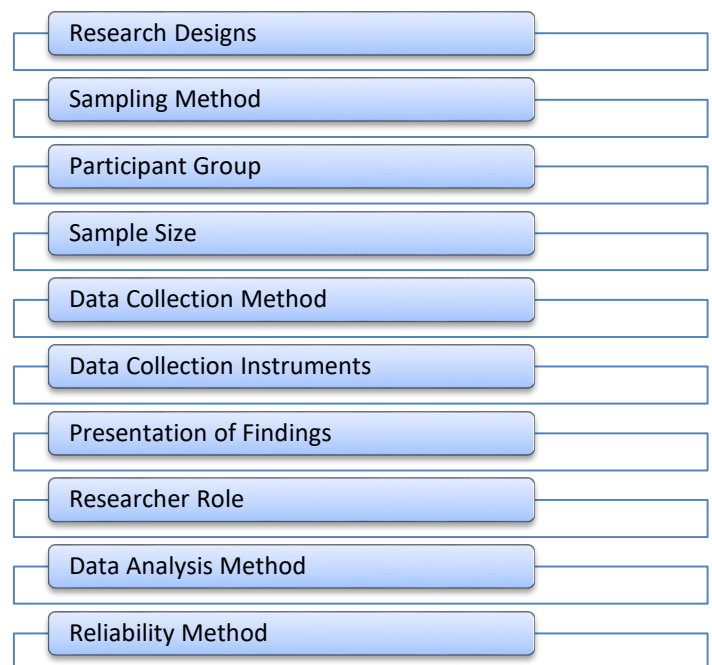 Research Designs
Sampling Method
Participant Group
Sample Size
Data Collection Method
Data Collection Instruments
Presentation of Findings
Researcher Role
Data Analysis Method
Reliability Method